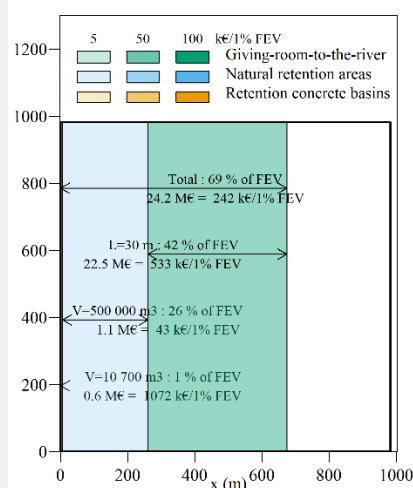 1200
5 50 100 k€/1% FEV
Giving-room-to-the-river
Natural retention areas
Retention concrete basins
1000
800
Total : 69 % of FEV
24.2 M€ = 242 k€/1% FEV
600
L=30 m : 42 % of FEV
22.5 M€ = 533 k€/1% FEV
400
V=500 000 m3 : 26 % of FEV
1.1 M€ = 43 k€/1% FEV
200
V=10 700 m3 : 1 % of FEV
0.6 M€ = 1072 k€/1% FEV
0
0 200 400 600 800 1000
x (m)